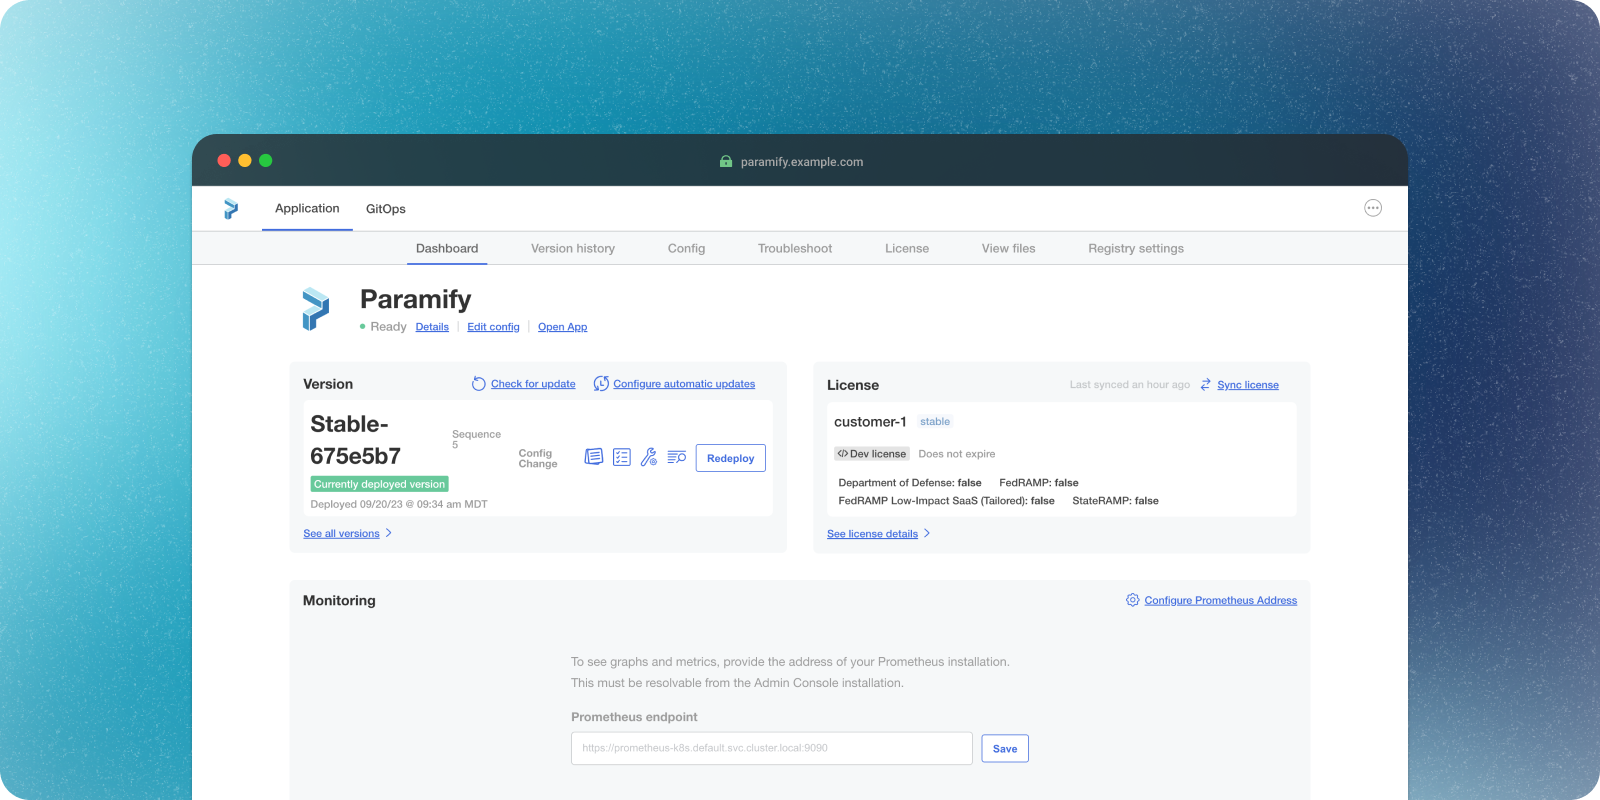 paramify.example.com
Application GitOps
Dashboard Version history Config Troubleshoot License View files Registry settings
Paramify
Ready Details Edit config Open App
Version Check for update Configure automatic updates
Stable-
675e5b7
Currently deployed version
Deployed 09/20/23 @ 09:34 am MDT
Sequence
5
Config
Change
Redeploy
See all versions
License Last synced an hour ago Sync license
customer-1 stable
Dev license Does not expire
Department of Defense: false FedRAMP: false
FedRAMP Low-Impact SaaS (Tailored): false StateRAMP: false
See license details
Monitoring Configure Prometheus Address
To see graphs and metrics, provide the address of your Prometheus installation.
This must be resolvable from the Admin Console installation.
Prometheus endpoint
https://prometheus-k8s.default.svc.cluster.local:9090 Save